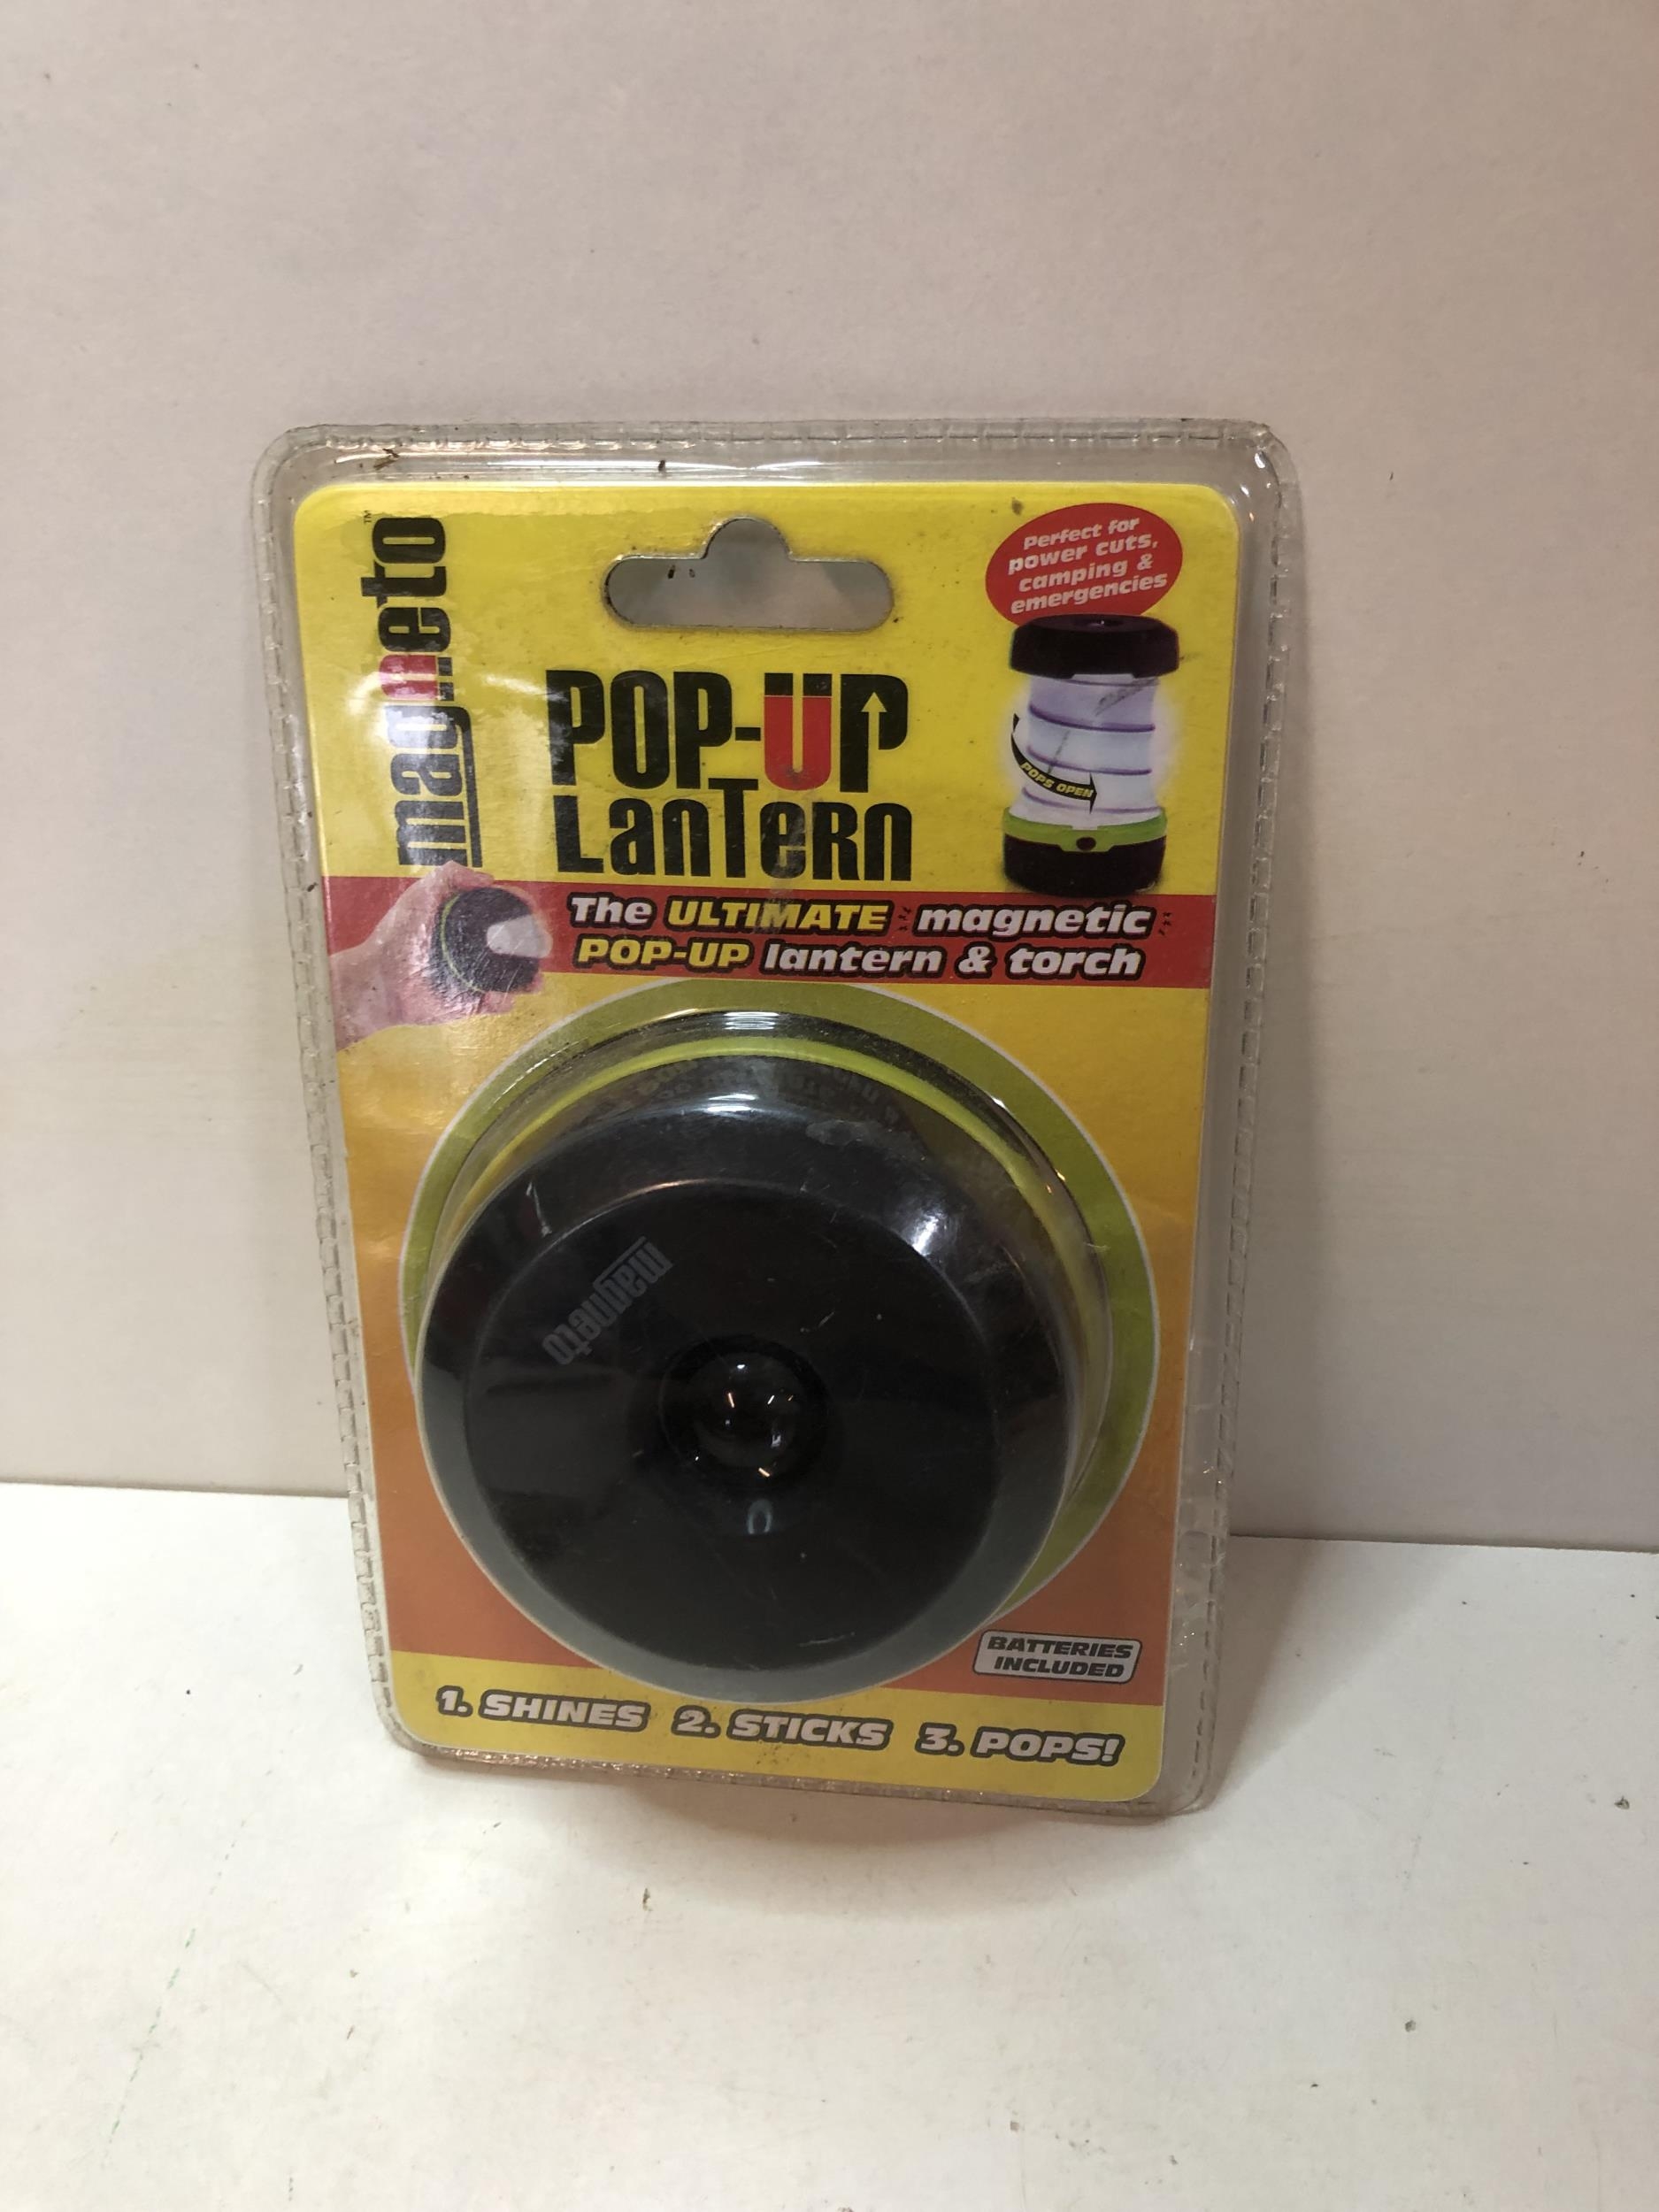 magneto™
Perfect for
power cuts,
camping &
emergencies
POP-UP
LanTern
POPS OPEN
The ULTIMATE magnetic
POP-UP lantern & torch
magneto
BATTERIES
INCLUDED
1. SHINES 2. STICKS 3. POPS!